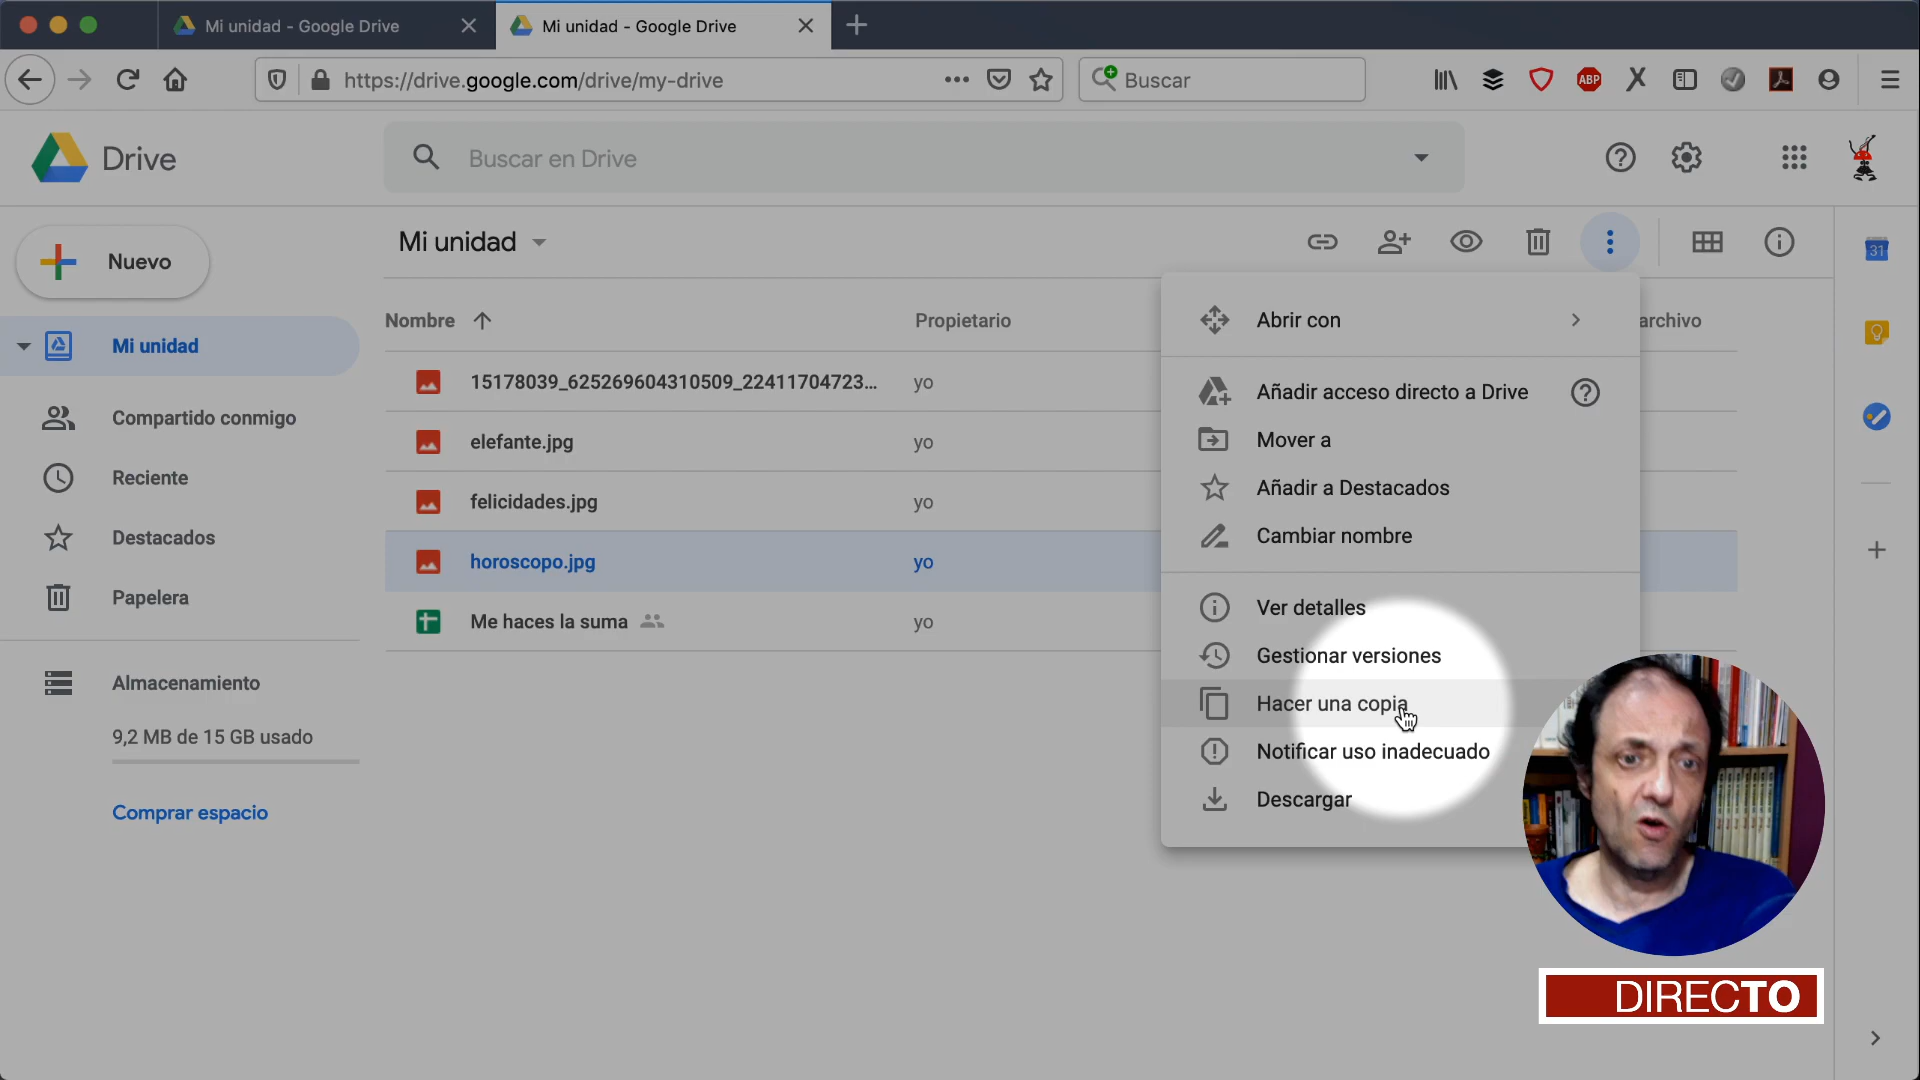 Mi unidad - Google Drive
Mi unidad - Google Drive
https://drive.google.com/drive/my-drive
Buscar
ABP
Drive
Buscar en Drive
Nuevo
Mi unidad
Compartido conmigo
Reciente
Destacados
Papelera
Almacenamiento
9,2 MB de 15 GB usado
Comprar espacio
Mi unidad
Nombre
Propietario
archivo
15178039_625269604310509_22411704723...
yo
elefante.jpg
yo
felicidades.jpg
yo
horoscopo.jpg
yo
Me haces la suma
yo
Abrir con
Añadir acceso directo a Drive
Mover a
Añadir a Destacados
Cambiar nombre
Ver detalles
Gestionar versiones
Hacer una copia
Notificar uso inadecuado
Descargar
31
DIRECTO